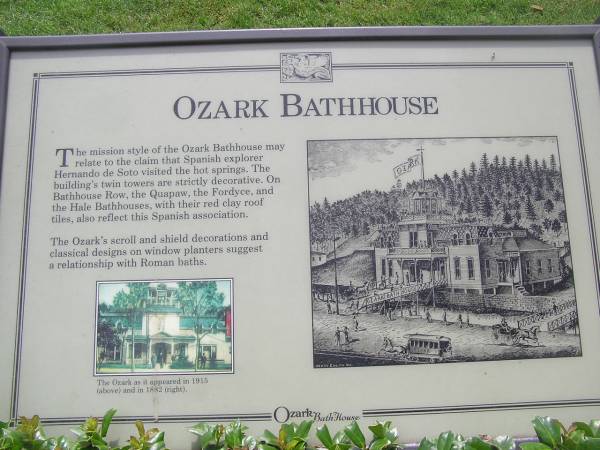 OZARK BATHHOUSE
The mission style of the Ozark Bathhouse may
relate to the claim that Spanish explorer
Hernando de Soto visited the hot springs. The
building's twin towers are strictly decorative. On
Bathhouse Row, the Quapaw, the Fordyce, and
the Hale Bathhouses, with their red clay roof
tiles, also reflect this Spanish association.
The Ozark's scroll and shield decorations and
classical designs on window planters suggest
a relationship with Roman baths.
OZARK
The Ozark as it appeared in 1915
(above) and in 1882 (right).
Ozark Bath House